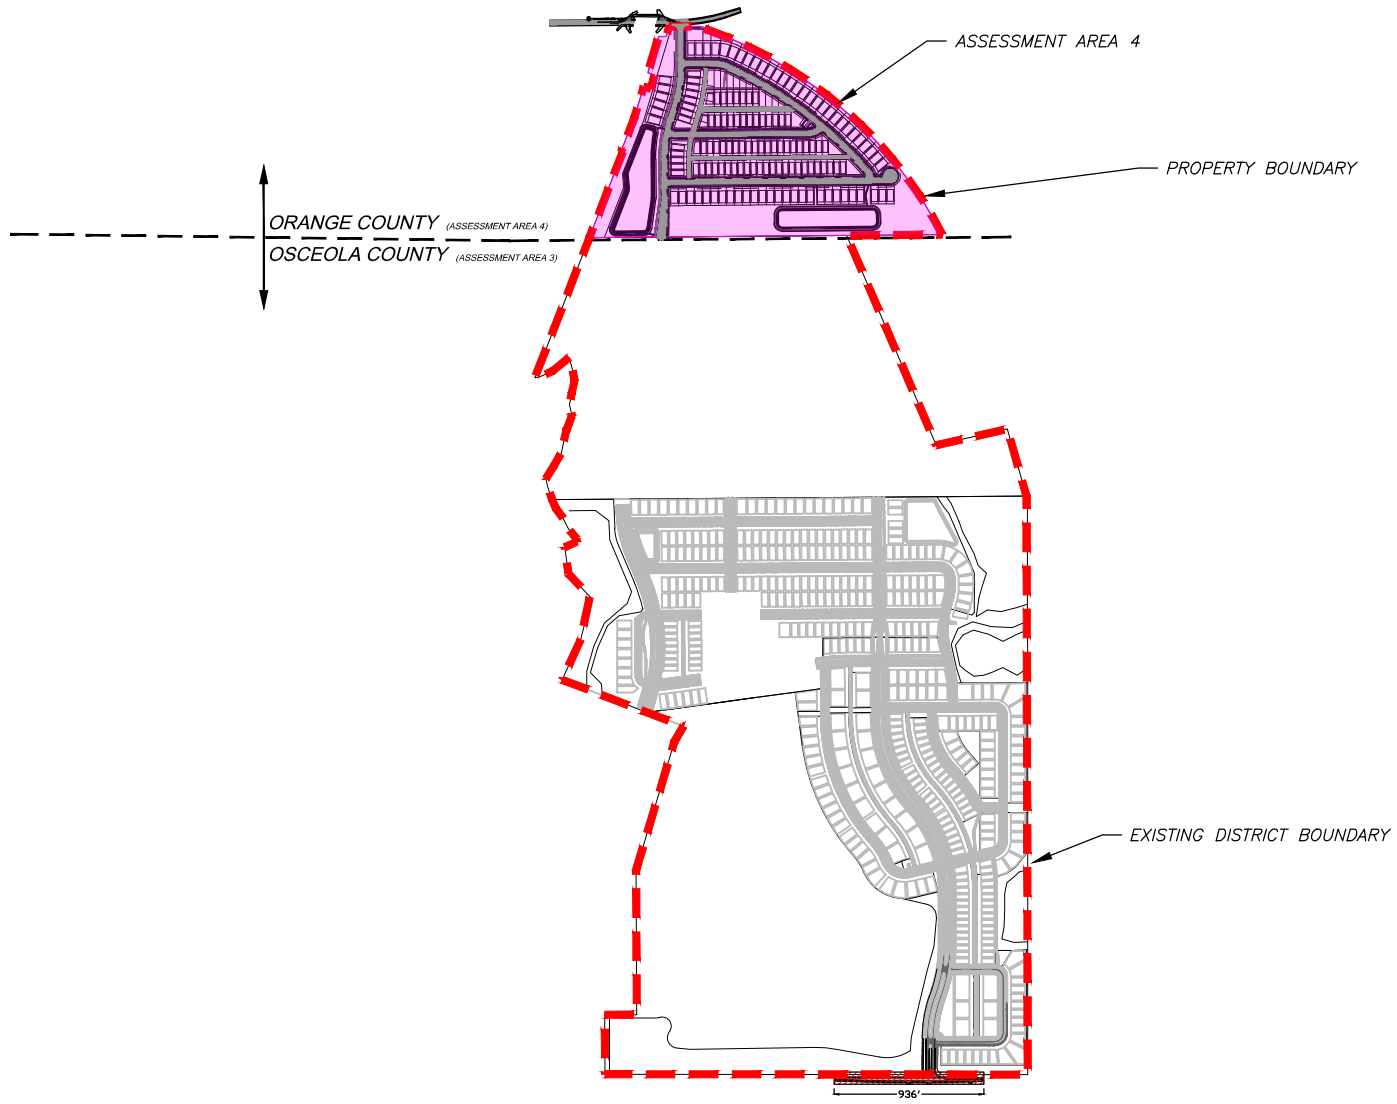 ASSESSMENT AREA 4
PROPERTY BOUNDARY
ORANGE COUNTY (ASSESSMENT AREA 4)
OSCEOLA COUNTY (ASSESSMENT AREA 3)
EXISTING DISTRICT BOUNDARY
936'